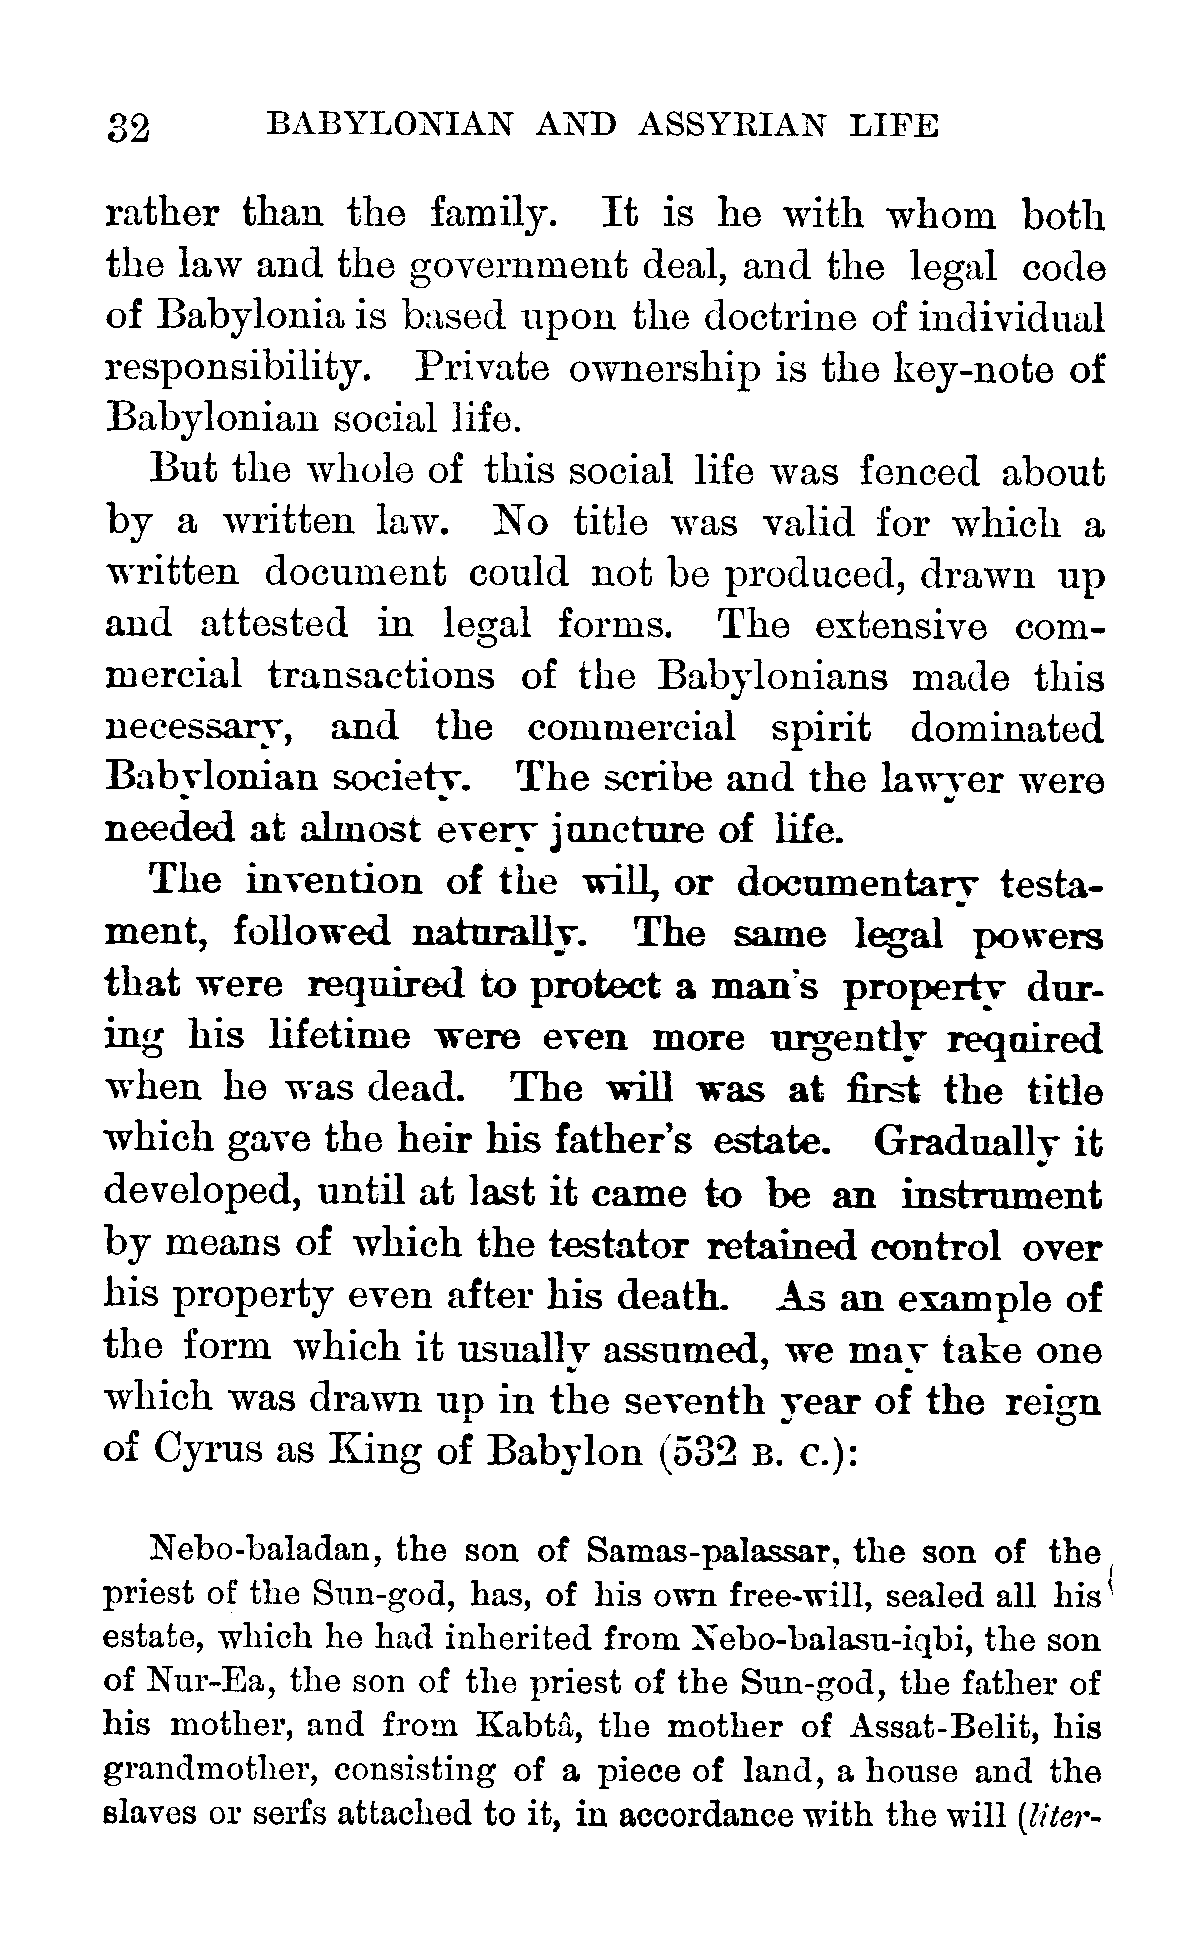 32 BABYLONIAN AND ASSYRIAN LIFE
rather than the family. It is he with whom both
the law and the government deal, and the legal code
of Babylonia is based upon the doctrine of individual
responsibility. Private ownership is the key-note of
Babylonian social life.
But the whole of this social life was fenced about
by a written law. No title was valid for which a
written document could not be produced, drawn up
and attested in legal forms. The extensive com-
mercial transactions of the Babylonians made this
necessary, and the commercial spirit dominated
Babylonian society. The scribe and the lawyer were
needed at almost every juncture of life.
The invention of the will, or documentary testa-
ment, followed naturally. The same legal powers
that were required to protect a man's property dur-
ing his lifetime were even more urgently required
when he was dead. The will was at first the title
which gave the heir his father's estate. Gradually it
developed, until at last it came to be an instrument
by means of which the testator retained control over
his property even after his death. As an example of
the form which it usually assumed, we may take one
which was drawn up in the seventh year of the reign
of Cyrus as King of Babylon (532 B. C.):
Nebo-baladan, the son of Samas-palassar, the son of the
priest of the Sun-god, has, of his own free-will, sealed all his
estate, which he had inherited from Nebo-balasu-iqbi, the son
of Nur-Ea, the son of the priest of the Sun-god, the father of
his mother, and from Kabtâ, the mother of Assat-Belit, his
grandmother, consisting of a piece of land, a house and the
slaves or serfs attached to it, in accordance with the will (liter-